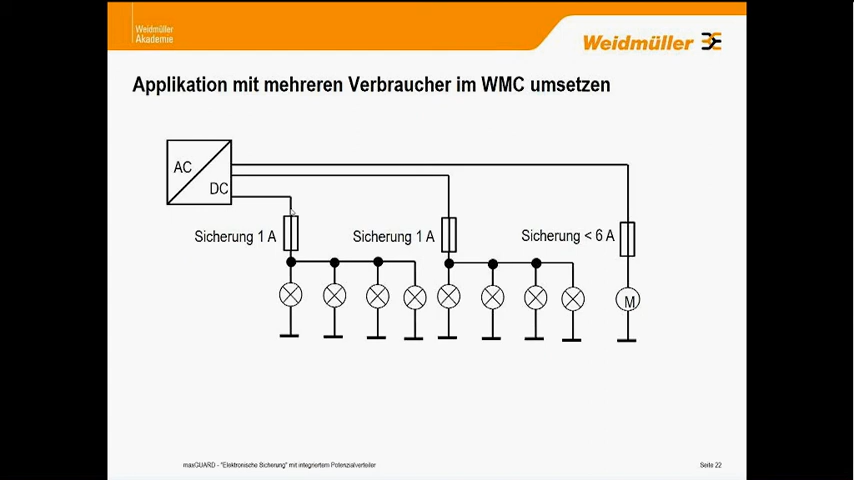 Weidmüller
Akademie
Weidmüller
Applikation mit mehreren Verbraucher im WMC umsetzen
AC
DC
Sicherung 1 A
Sicherung 1 A
Sicherung < 6 A
M
maxGUARD - "Elektronische Sicherung" mit integriertem Potenzialverteiler
Seite 22